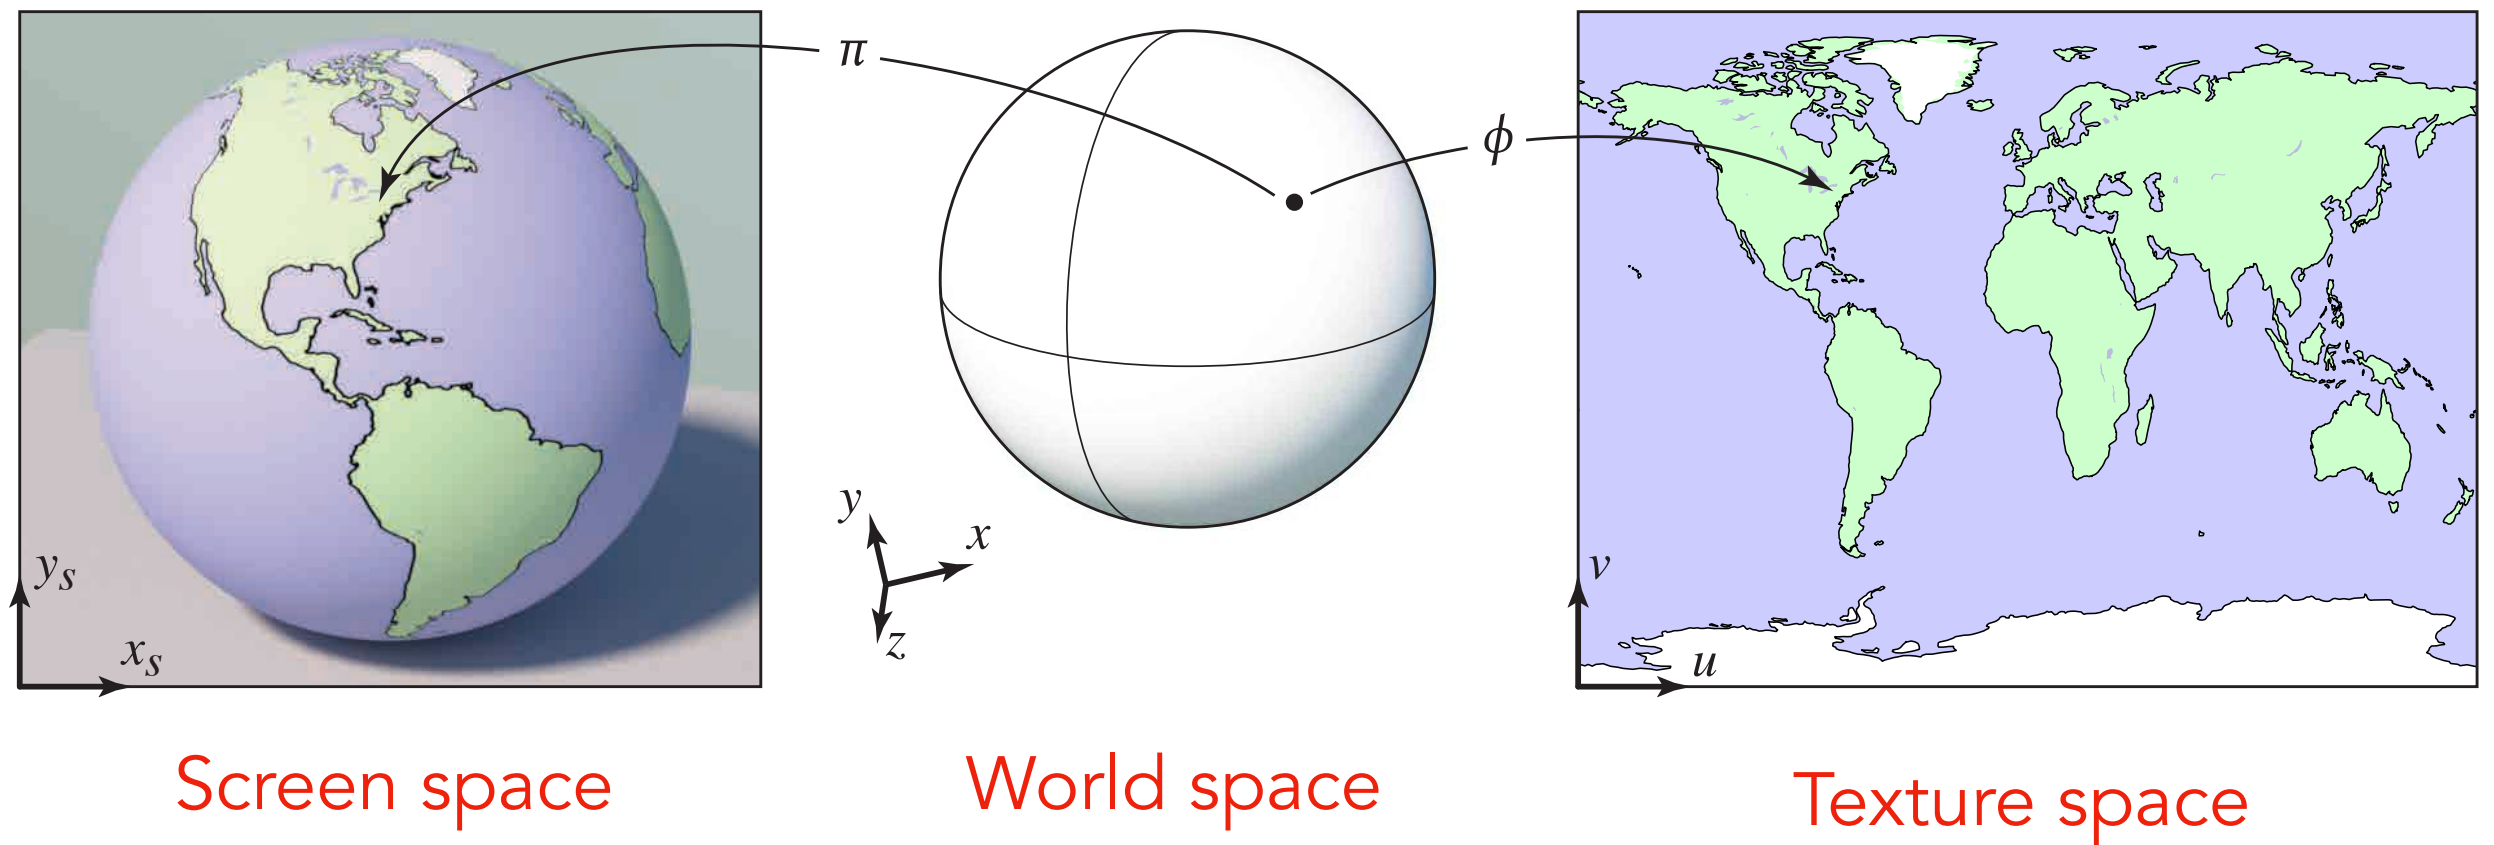 π
ϕ
y
x
z
y_s
x_s
v
u
Screen space
World space
Texture space